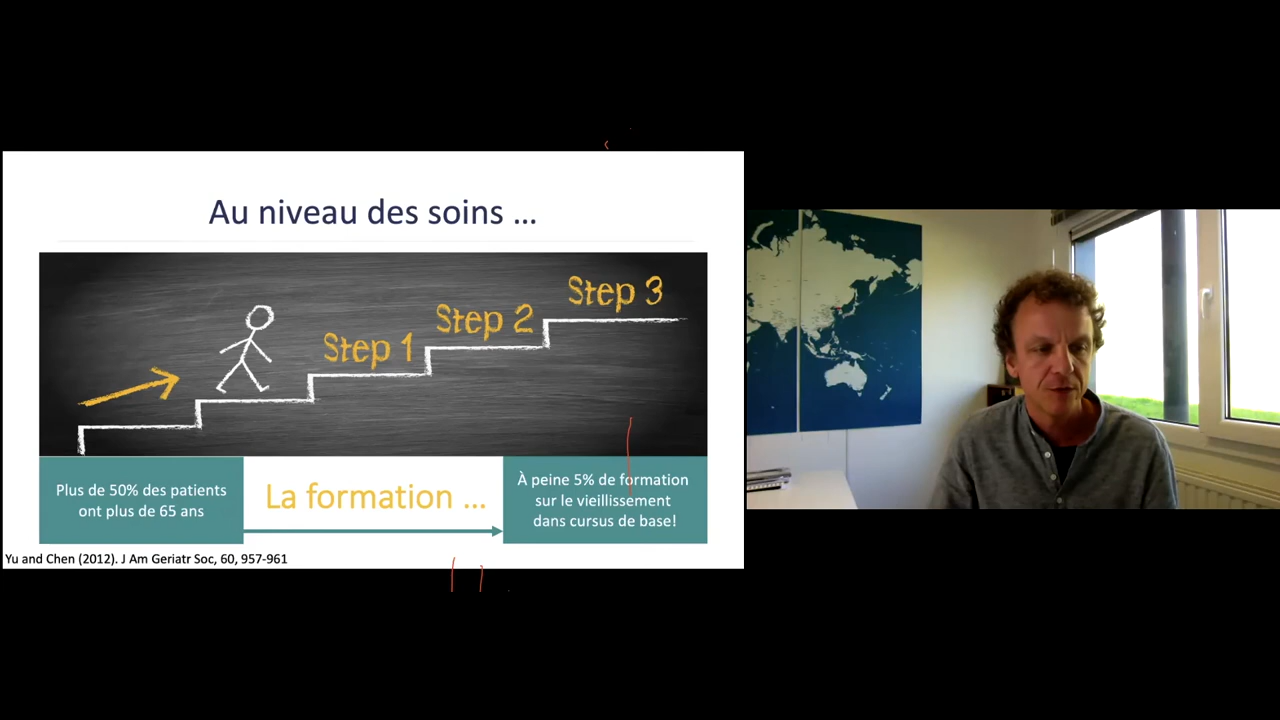 Au niveau des soins ...
Step 1
Step 2
Step 3
Plus de 50% des patients
ont plus de 65 ans
La formation ...
À peine 5% de formation
sur le vieillissement
dans cursus de base!
Yu and Chen (2012). J Am Geriatr Soc, 60, 957-961